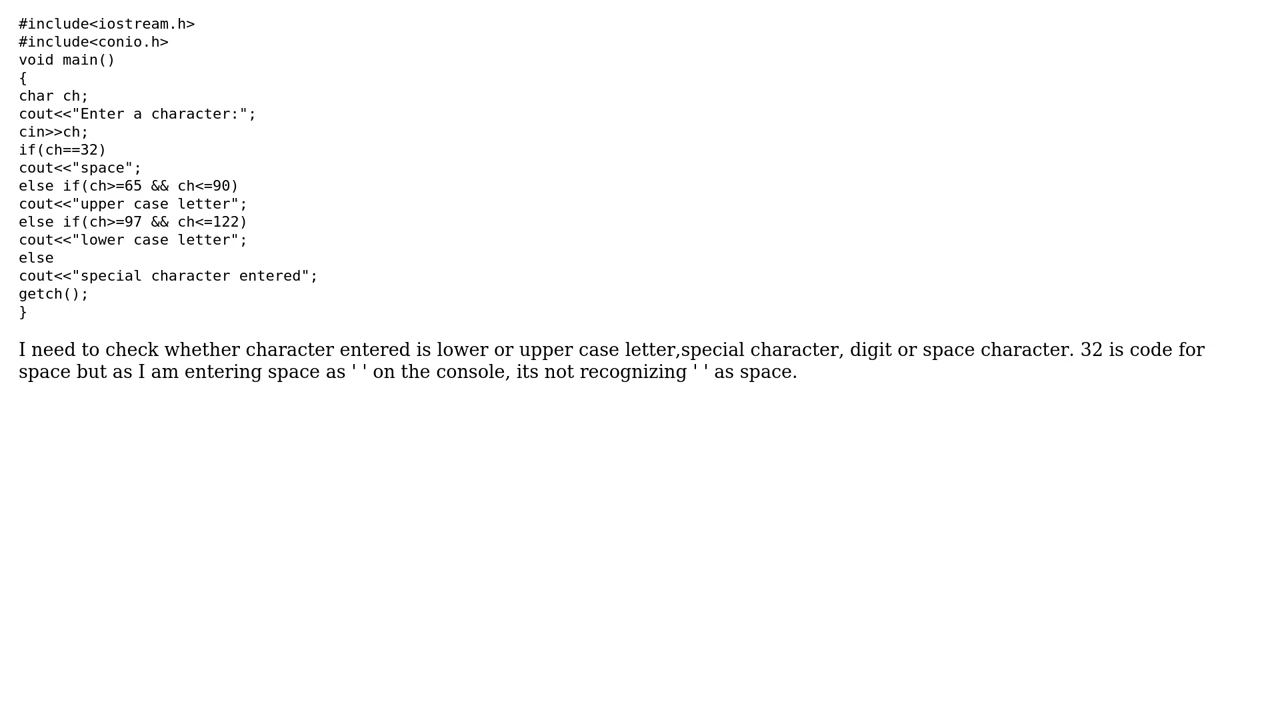 #include<iostream.h>
#include<conio.h>
void main()
{
char ch;
cout<<"Enter a character:";
cin>>ch;
if(ch==32)
cout<<"space";
else if(ch>=65 && ch<=90)
cout<<"upper case letter";
else if(ch>=97 && ch<=122)
cout<<"lower case letter";
else
cout<<"special character entered";
getch();
}
I need to check whether character entered is lower or upper case letter,special character, digit or space character. 32 is code for
space but as I am entering space as ' ' on the console, its not recognizing ' ' as space.